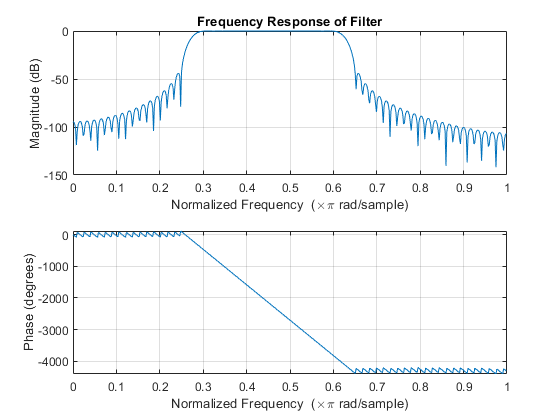 Frequency Response of Filter
0
-50
-100
-150
Magnitude (dB)
0 0.1 0.2 0.3 0.4 0.5 0.6 0.7 0.8 0.9 1
Normalized Frequency (×π rad/sample)
0
-1000
-2000
-3000
-4000
Phase (degrees)
0 0.1 0.2 0.3 0.4 0.5 0.6 0.7 0.8 0.9 1
Normalized Frequency (×π rad/sample)